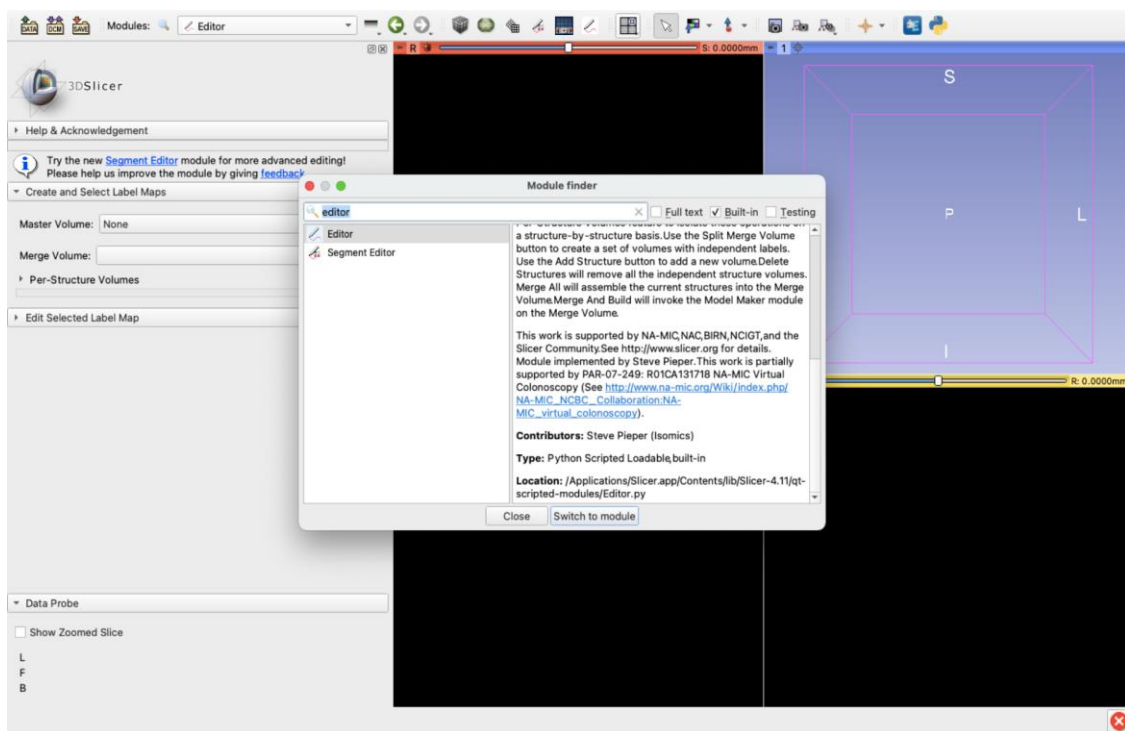 DATA DCM SAVE Modules: Editor
R S: 0.0000mm 1
3DSlicer
Help & Acknowledgement
Try the new Segment Editor module for more advanced editing!
Please help us improve the module by giving feedback
Create and Select Label Maps
Master Volume: None
Merge Volume:
Per-Structure Volumes
Edit Selected Label Map
Module finder
editor Full text Built-in Testing
Editor
Segment Editor
a structure-by-structure basis.Use the Split Merge Volume
button to create a set of volumes with independent labels.
Use the Add Structure button to add a new volume.Delete
Structures will remove all the independent structure volumes.
Merge All will assemble the current structures into the Merge
Volume.Merge And Build will invoke the Model Maker module
on the Merge Volume.
This work is supported by NA-MIC,NAC,BIRN,NCIGT,and the
Slicer Community.See http://www.slicer.org for details.
Module implemented by Steve Pieper.This work is partially
supported by PAR-07-249: R01CA131718 NA-MIC Virtual
Colonoscopy (See http://www.na-mic.org/Wiki/index.php/
NA-MIC_NCBC_Collaboration:NA-
MIC_virtual_colonoscopy).
Contributors: Steve Pieper (Isomics)
Type: Python Scripted Loadable,built-in
Location: /Applications/Slicer.app/Contents/lib/Slicer-4.11/qt-
scripted-modules/Editor.py
Close Switch to module
S
P L
I
R: 0.0000mm
Data Probe
Show Zoomed Slice
L
F
B